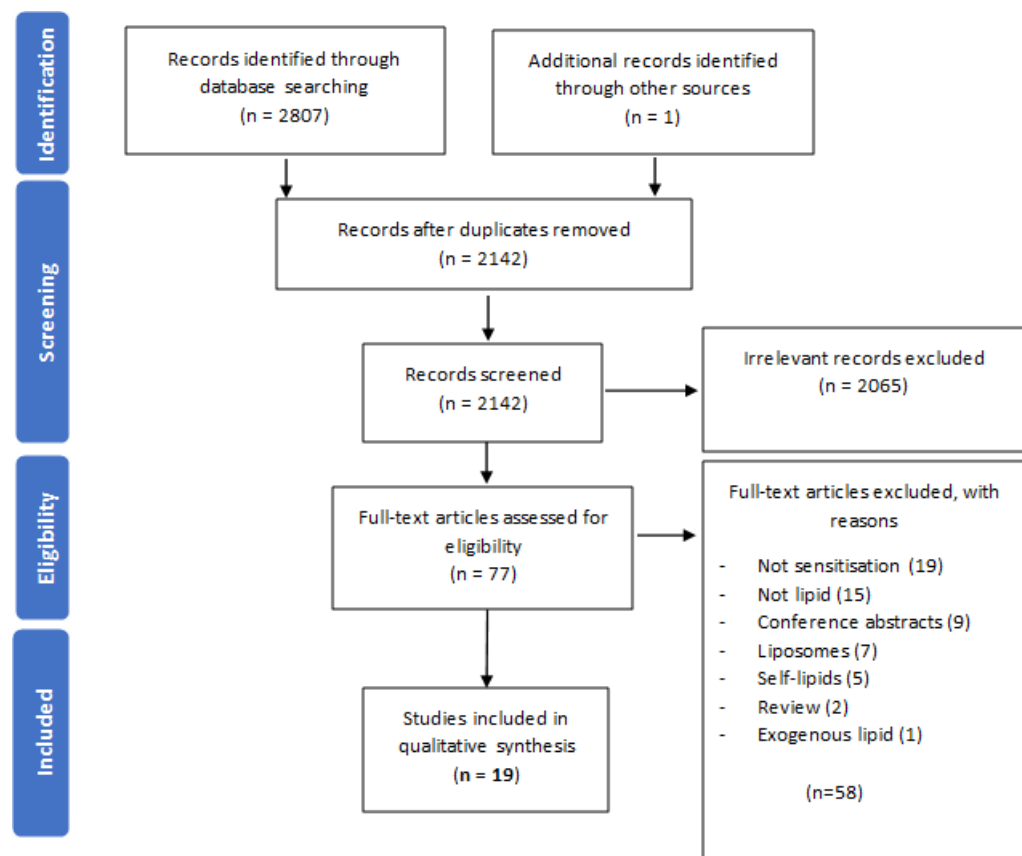 Identification
Records identified through
database searching
(n = 2807)
Additional records identified
through other sources
(n = 1)
Screening
Records after duplicates removed
(n = 2142)
Records screened
(n = 2142)
Irrelevant records excluded
(n = 2065)
Eligibility
Full-text articles assessed for
eligibility
(n = 77)
Full-text articles excluded, with
reasons
- Not sensitisation (19)
- Not lipid (15)
- Conference abstracts (9)
- Liposomes (7)
- Self-lipids (5)
- Review (2)
- Exogenous lipid (1)
(n=58)
Included
Studies included in
qualitative synthesis
(n = 19)